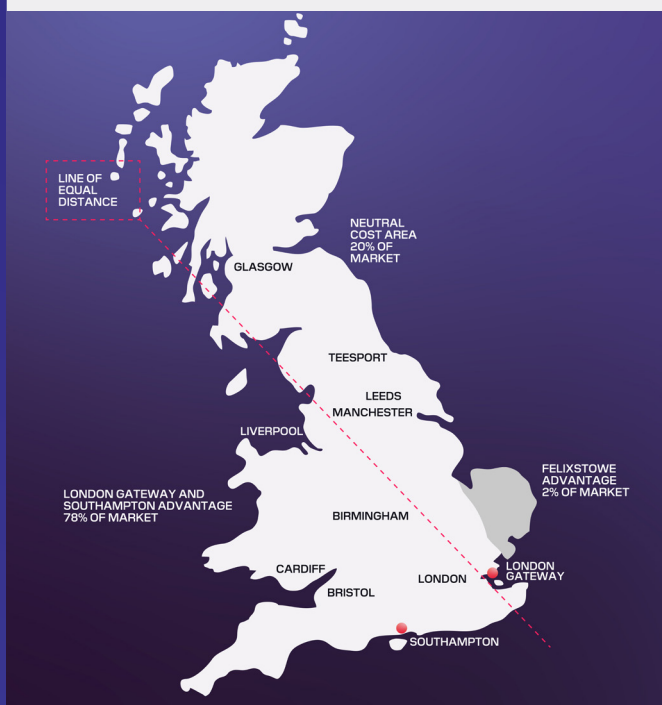 LINE OF
EQUAL
DISTANCE
NEUTRAL
COST AREA
20% OF
MARKET
GLASGOW
TEESPORT
LEEDS
MANCHESTER
LIVERPOOL
FELIXSTOWE
ADVANTAGE
2% OF MARKET
LONDON GATEWAY AND
SOUTHAMPTON ADVANTAGE
78% OF MARKET
BIRMINGHAM
CARDIFF
BRISTOL
LONDON
LONDON
GATEWAY
SOUTHAMPTON